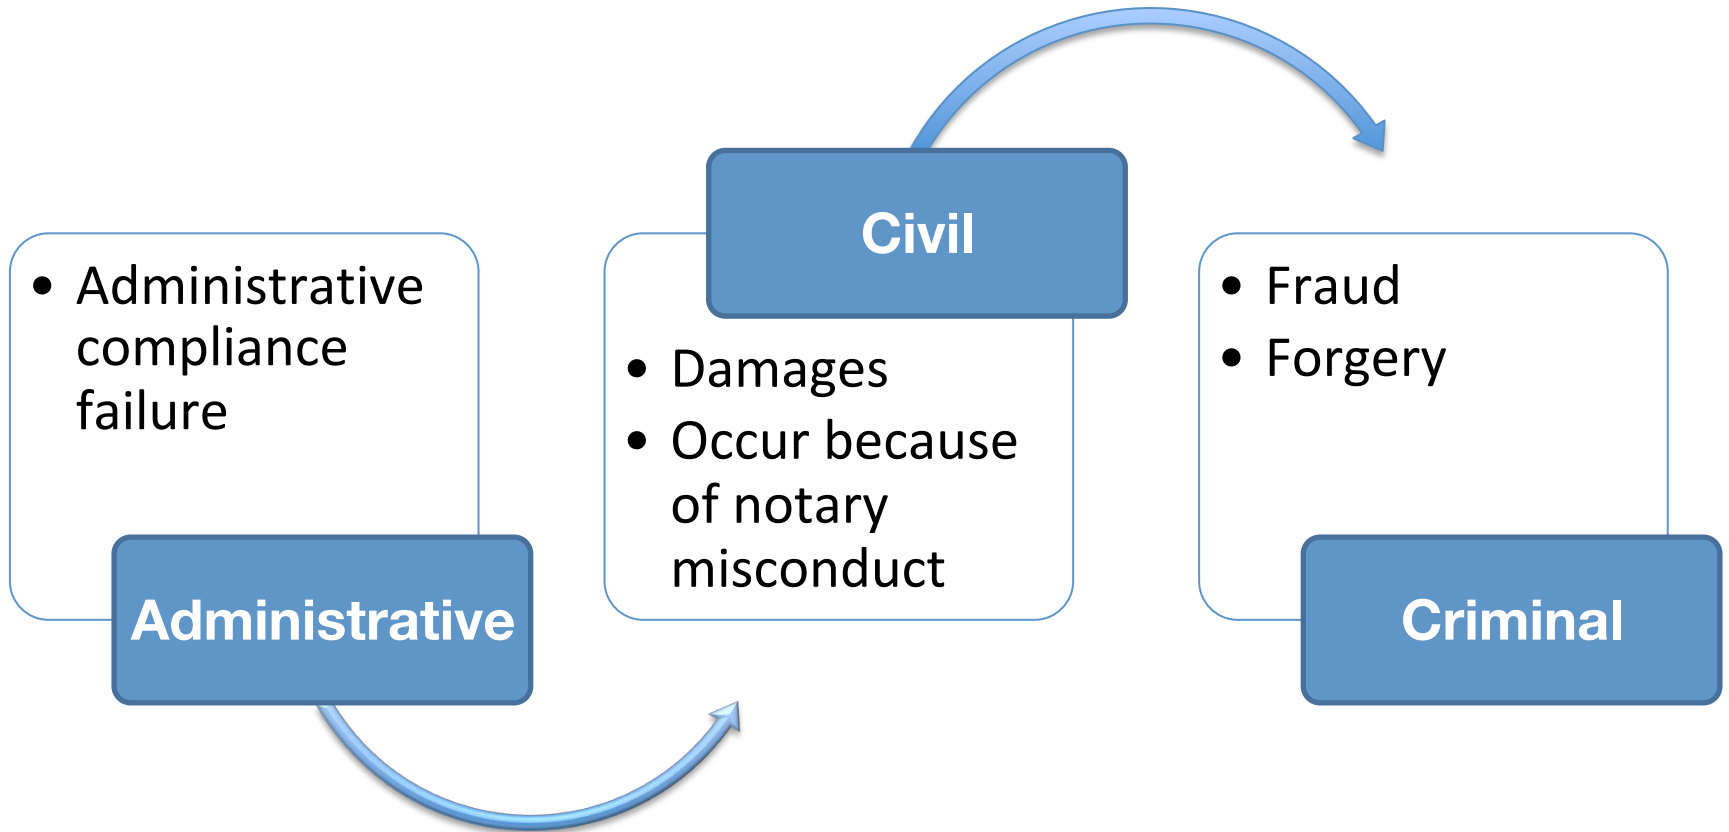 • Administrative
compliance
failure
Administrative
Civil
• Damages
• Occur because
of notary
misconduct
• Fraud
• Forgery
Criminal